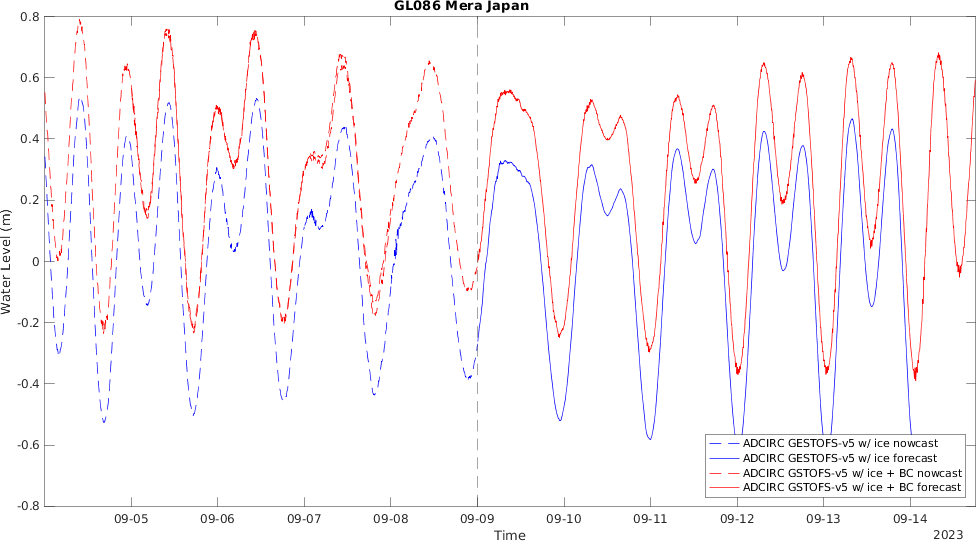 GL086 Mera Japan
0.8
0.6
0.4
0.2
0
-0.2
-0.4
-0.6
-0.8
Water Level (m)
ADCIRC GESTOFS-v5 w/ ice nowcast
ADCIRC GESTOFS-v5 w/ ice forecast
ADCIRC GSTOFS-v5 w/ ice + BC nowcast
ADCIRC GSTOFS-v5 w/ ice + BC forecast
09-05 09-06 09-07 09-08 09-09 09-10 09-11 09-12 09-13 09-14
Time
2023